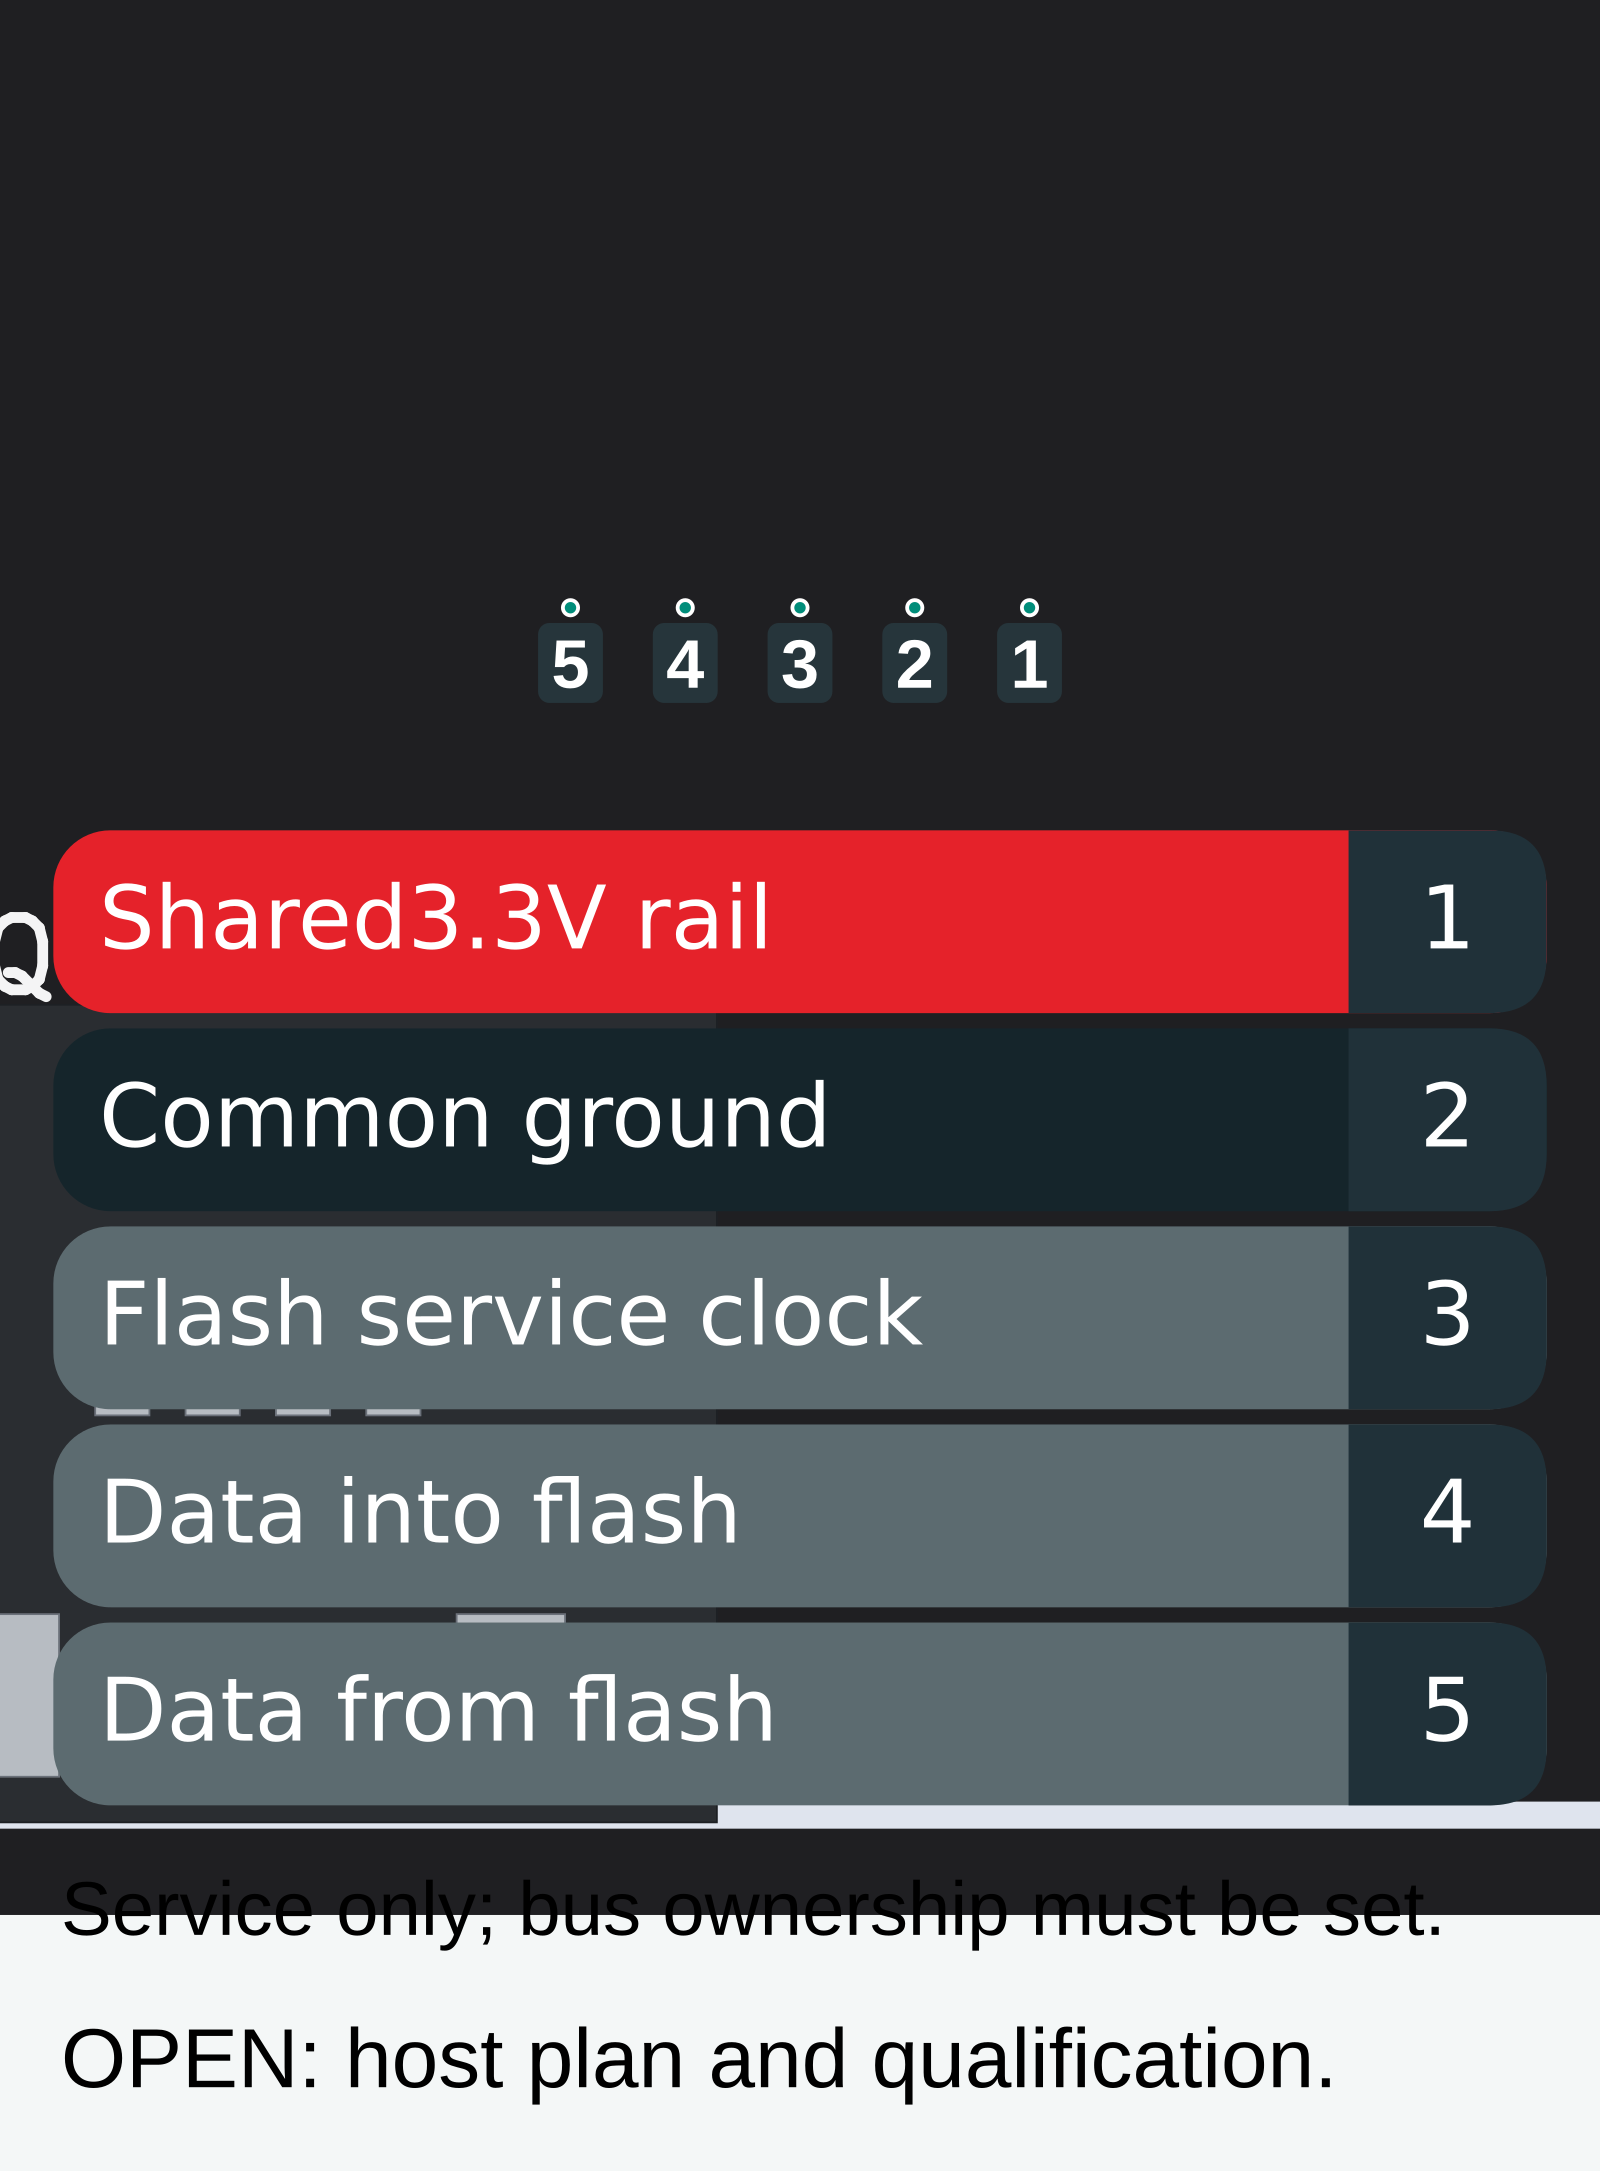 5 4 3 2 1
Q
Shared3.3V rail 1
Common ground 2
Flash service clock 3
Data into flash 4
Data from flash 5
Service only; bus ownership must be set.
OPEN: host plan and qualification.